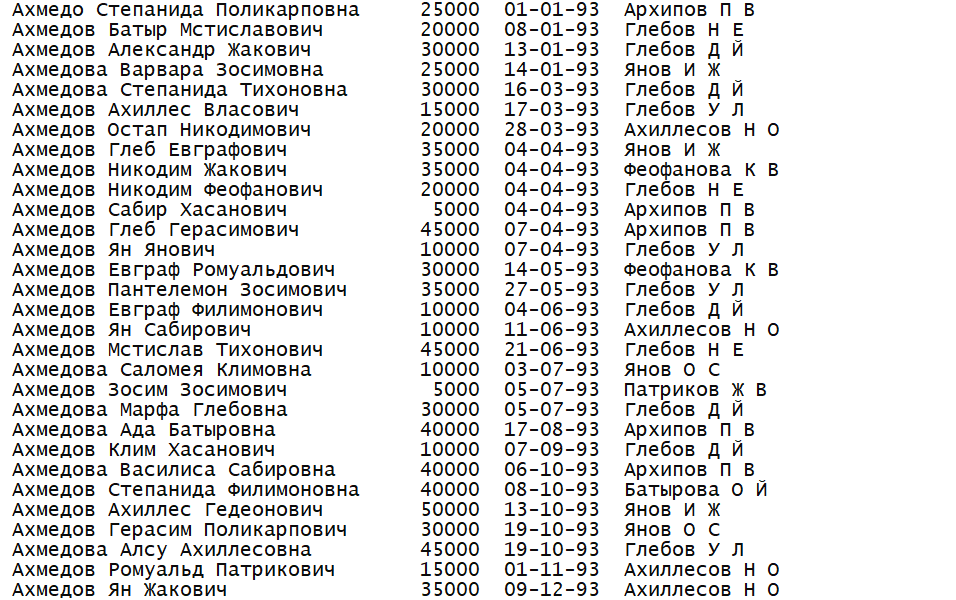 Ахмедо Степанида Поликарповна 25000 01-01-93 Архипов П В
Ахмедов Батыр Мстиславович 20000 08-01-93 Глебов Н Е
Ахмедов Александр Жакович 30000 13-01-93 Глебов Д Й
Ахмедова Варвара Зосимовна 25000 14-01-93 Янов И Ж
Ахмедова Степанида Тихоновна 30000 16-03-93 Глебов Д Й
Ахмедов Ахиллес Власович 15000 17-03-93 Глебов У Л
Ахмедов Остап Никодимович 20000 28-03-93 Ахиллесов Н О
Ахмедов Глеб Евграфович 35000 04-04-93 Янов И Ж
Ахмедов Никодим Жакович 35000 04-04-93 Феофанова К В
Ахмедов Никодим Феофанович 20000 04-04-93 Глебов Н Е
Ахмедов Сабир Хасанович 5000 04-04-93 Архипов П В
Ахмедов Глеб Герасимович 45000 07-04-93 Архипов П В
Ахмедов Ян Янович 10000 07-04-93 Глебов У Л
Ахмедов Евграф Ромуальдович 30000 14-05-93 Феофанова К В
Ахмедов Пантелемон Зосимович 35000 27-05-93 Глебов У Л
Ахмедов Евграф Филимонович 10000 04-06-93 Глебов Д Й
Ахмедов Ян Сабирович 10000 11-06-93 Ахиллесов Н О
Ахмедов Мстислав Тихонович 45000 21-06-93 Глебов Н Е
Ахмедова Саломея Климовна 10000 03-07-93 Янов О С
Ахмедов Зосим Зосимович 5000 05-07-93 Патриков Ж В
Ахмедова Марфа Глебовна 30000 05-07-93 Глебов Д Й
Ахмедова Ада Батыровна 40000 17-08-93 Архипов П В
Ахмедов Клим Хасанович 10000 07-09-93 Глебов Д Й
Ахмедова Василиса Сабировна 40000 06-10-93 Архипов П В
Ахмедов Степанида Филимоновна 40000 08-10-93 Батырова О Й
Ахмедов Ахиллес Гедеонович 50000 13-10-93 Янов И Ж
Ахмедов Герасим Поликарпович 30000 19-10-93 Янов О С
Ахмедова Алсу Ахиллесовна 45000 19-10-93 Глебов У Л
Ахмедов Ромуальд Патрикович 15000 01-11-93 Ахиллесов Н О
Ахмедов Ян Жакович 35000 09-12-93 Ахиллесов Н О